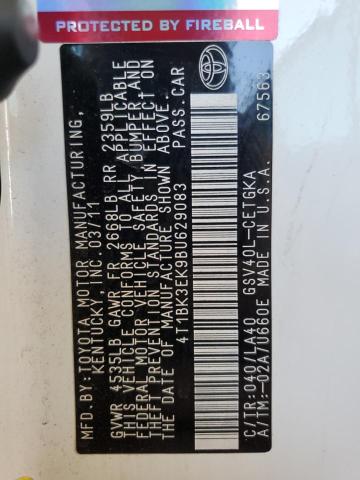 PROTECTED BY FIREBALL
MFD.BY:TOYOTA MOTOR MANUFACTURING,
KENTUCKY, INC. 03/11
GVWR 4535LB GAWR FR 2668LB RR 2359LB
THIS VEHICLE CONFORMS TO ALL APPLICABLE
FEDERAL MOTOR VEHICLE SAFETY, BUMPER, AND
THEFT PREVENTION STANDARDS IN EFFECT ON
THE DATE OF MANUFACTURE SHOWN ABOVE.
4T1BK3EK9BU629083 PASS.CAR
C/TR:040/LA40 GSV40L-CETGKA
A/TM:-02A/U660E MADE IN U.S.A. 67563
TOYOTA